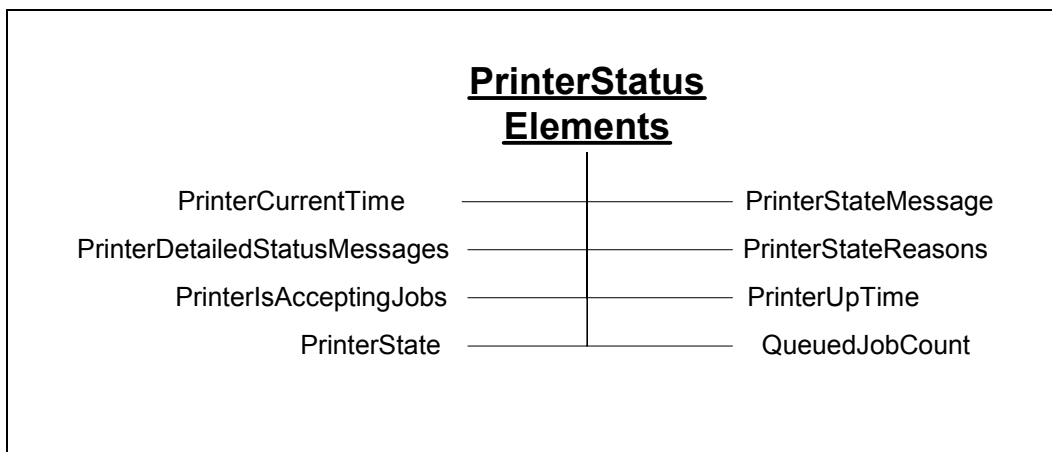 PrinterStatus
Elements
PrinterCurrentTime
PrinterStateMessage
PrinterDetailedStatusMessages
PrinterStateReasons
PrinterIsAcceptingJobs
PrinterUpTime
PrinterState
QueuedJobCount